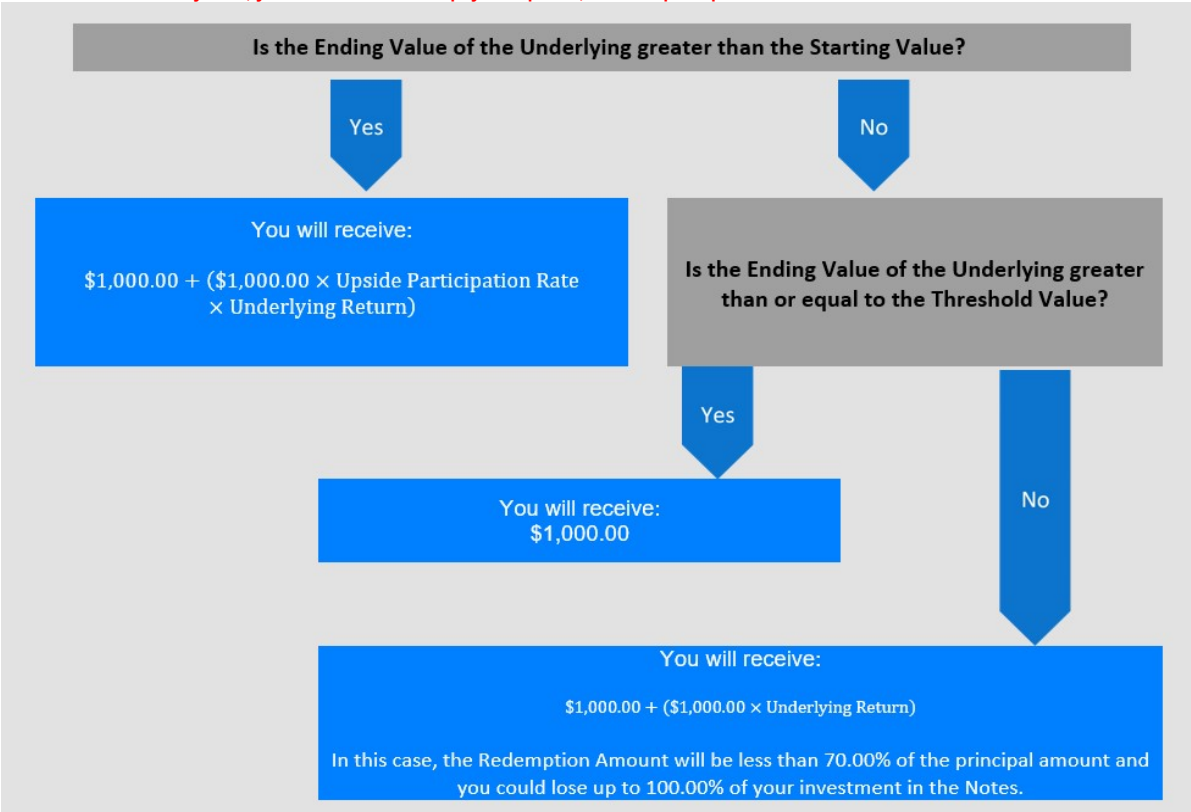 Is the Ending Value of the Underlying greater than the Starting Value?
Yes
No
You will receive:
$1,000.00 + ($1,000.00 × Upside Participation Rate
× Underlying Return)
Is the Ending Value of the Underlying greater
than or equal to the Threshold Value?
Yes
You will receive:
$1,000.00
No
You will receive:
$1,000.00 + ($1,000.00 × Underlying Return)
In this case, the Redemption Amount will be less than 70.00% of the principal amount and
you could lose up to 100.00% of your investment in the Notes.